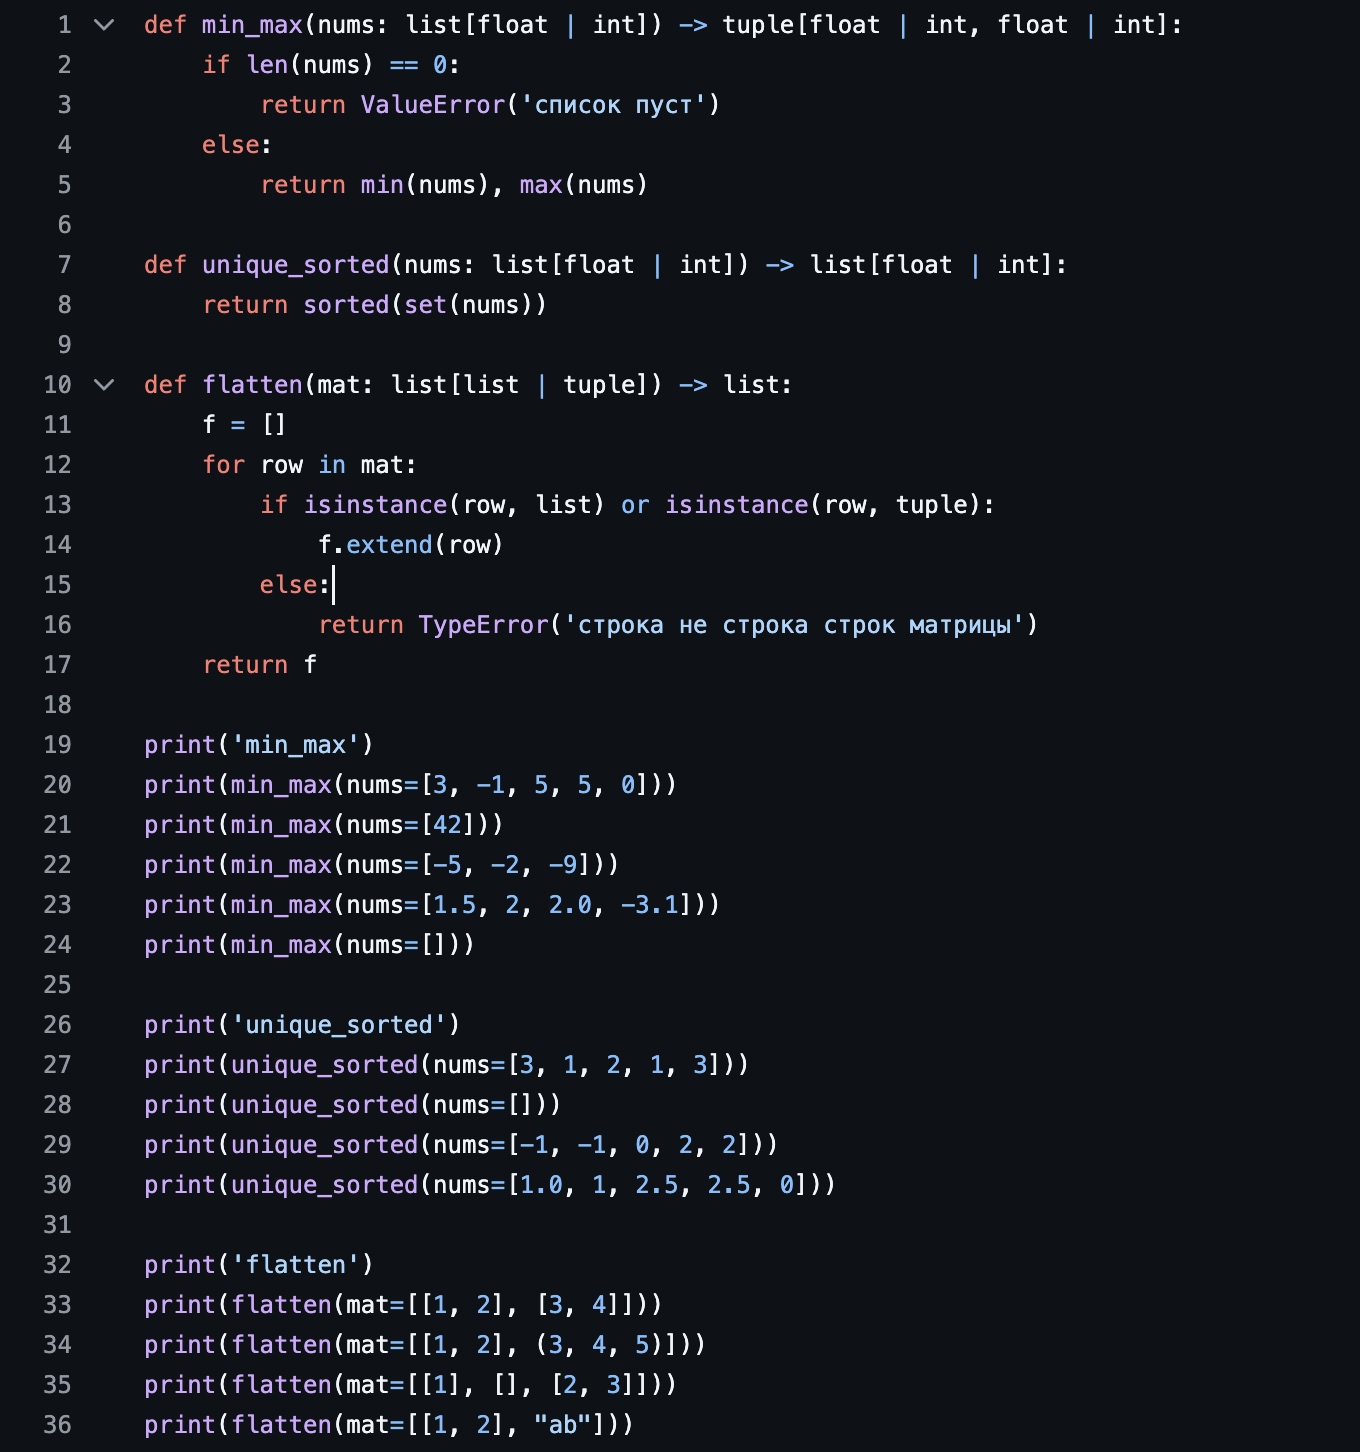 1 def min_max(nums: list[float | int]) -> tuple[float | int, float | int]:
2     if len(nums) == 0:
3         return ValueError('список пуст')
4     else:
5         return min(nums), max(nums)
6
7 def unique_sorted(nums: list[float | int]) -> list[float | int]:
8     return sorted(set(nums))
9
10 def flatten(mat: list[list | tuple]) -> list:
11     f = []
12     for row in mat:
13         if isinstance(row, list) or isinstance(row, tuple):
14             f.extend(row)
15         else:
16             return TypeError('строка не строка строк матрицы')
17     return f
18
19 print('min_max')
20 print(min_max(nums=[3, -1, 5, 5, 0]))
21 print(min_max(nums=[42]))
22 print(min_max(nums=[-5, -2, -9]))
23 print(min_max(nums=[1.5, 2, 2.0, -3.1]))
24 print(min_max(nums=[]))
25
26 print('unique_sorted')
27 print(unique_sorted(nums=[3, 1, 2, 1, 3]))
28 print(unique_sorted(nums=[]))
29 print(unique_sorted(nums=[-1, -1, 0, 2, 2]))
30 print(unique_sorted(nums=[1.0, 1, 2.5, 2.5, 0]))
31
32 print('flatten')
33 print(flatten(mat=[[1, 2], [3, 4]]))
34 print(flatten(mat=[[1, 2], (3, 4, 5)]))
35 print(flatten(mat=[[1], [], [2, 3]]))
36 print(flatten(mat=[[1, 2], "ab"]))